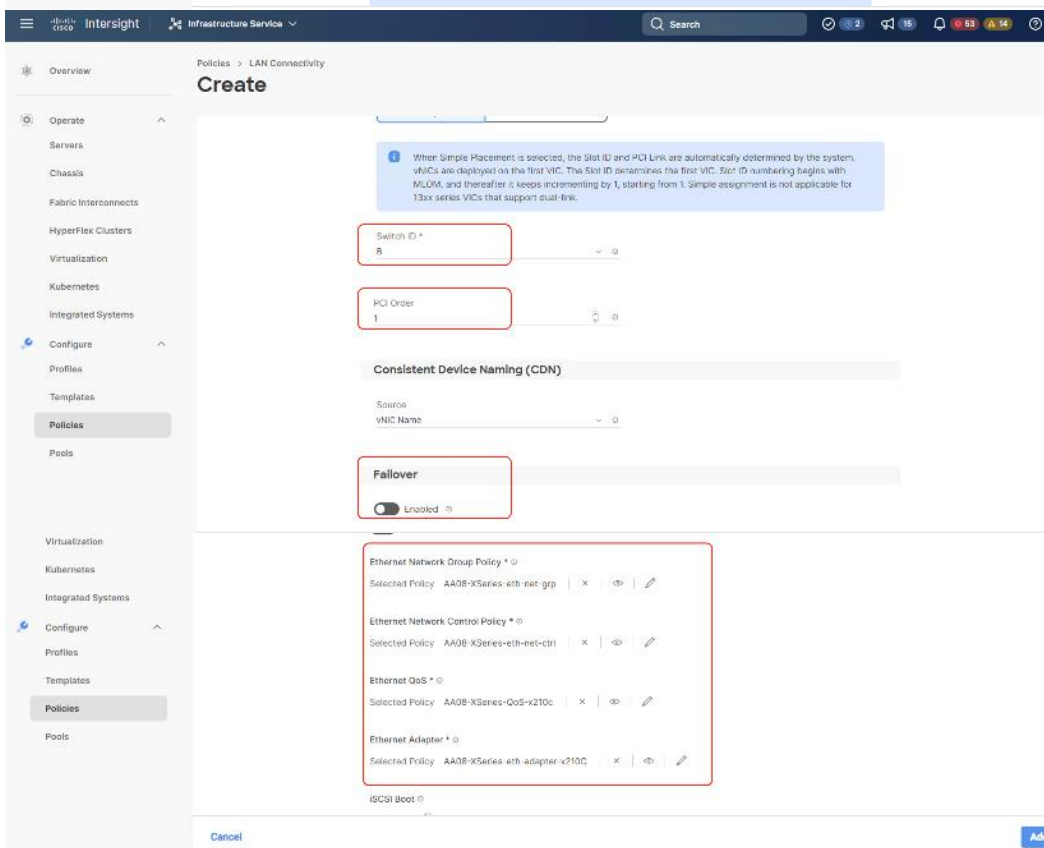 cisco Intersight
Infrastructure Service
Search
2
15
53
14
Overview
Operate
Servers
Chassis
Fabric Interconnects
HyperFlex Clusters
Virtualization
Kubernetes
Integrated Systems
Configure
Profiles
Templates
Policies
Pools
Virtualization
Kubernetes
Integrated Systems
Configure
Profiles
Templates
Policies
Pools
Policies > LAN Connectivity
Create
When Simple Placement is selected, the Slot ID and PCI Link are automatically determined by the system.
vNICs are deployed on the first VIC. The Slot ID determines the first VIC. Slot ID numbering begins with
MLOM, and thereafter it keeps incrementing by 1, starting from 1. Simple assignment is not applicable for
13xx series VICs that support dual-link.
Switch ID *
B
PCI Order
1
Consistent Device Naming (CDN)
Source
vNIC Name
Failover
Enabled
Ethernet Network Group Policy *
Selected Policy AA08-XSeries-eth-net-grp
Ethernet Network Control Policy *
Selected Policy AA08-XSeries-eth-net-ctrl
Ethernet QoS *
Selected Policy AA08-XSeries-QoS-x210c
Ethernet Adapter *
Selected Policy AA08-XSeries-eth-adapter-x210C
iSCSI Boot
Cancel
Add